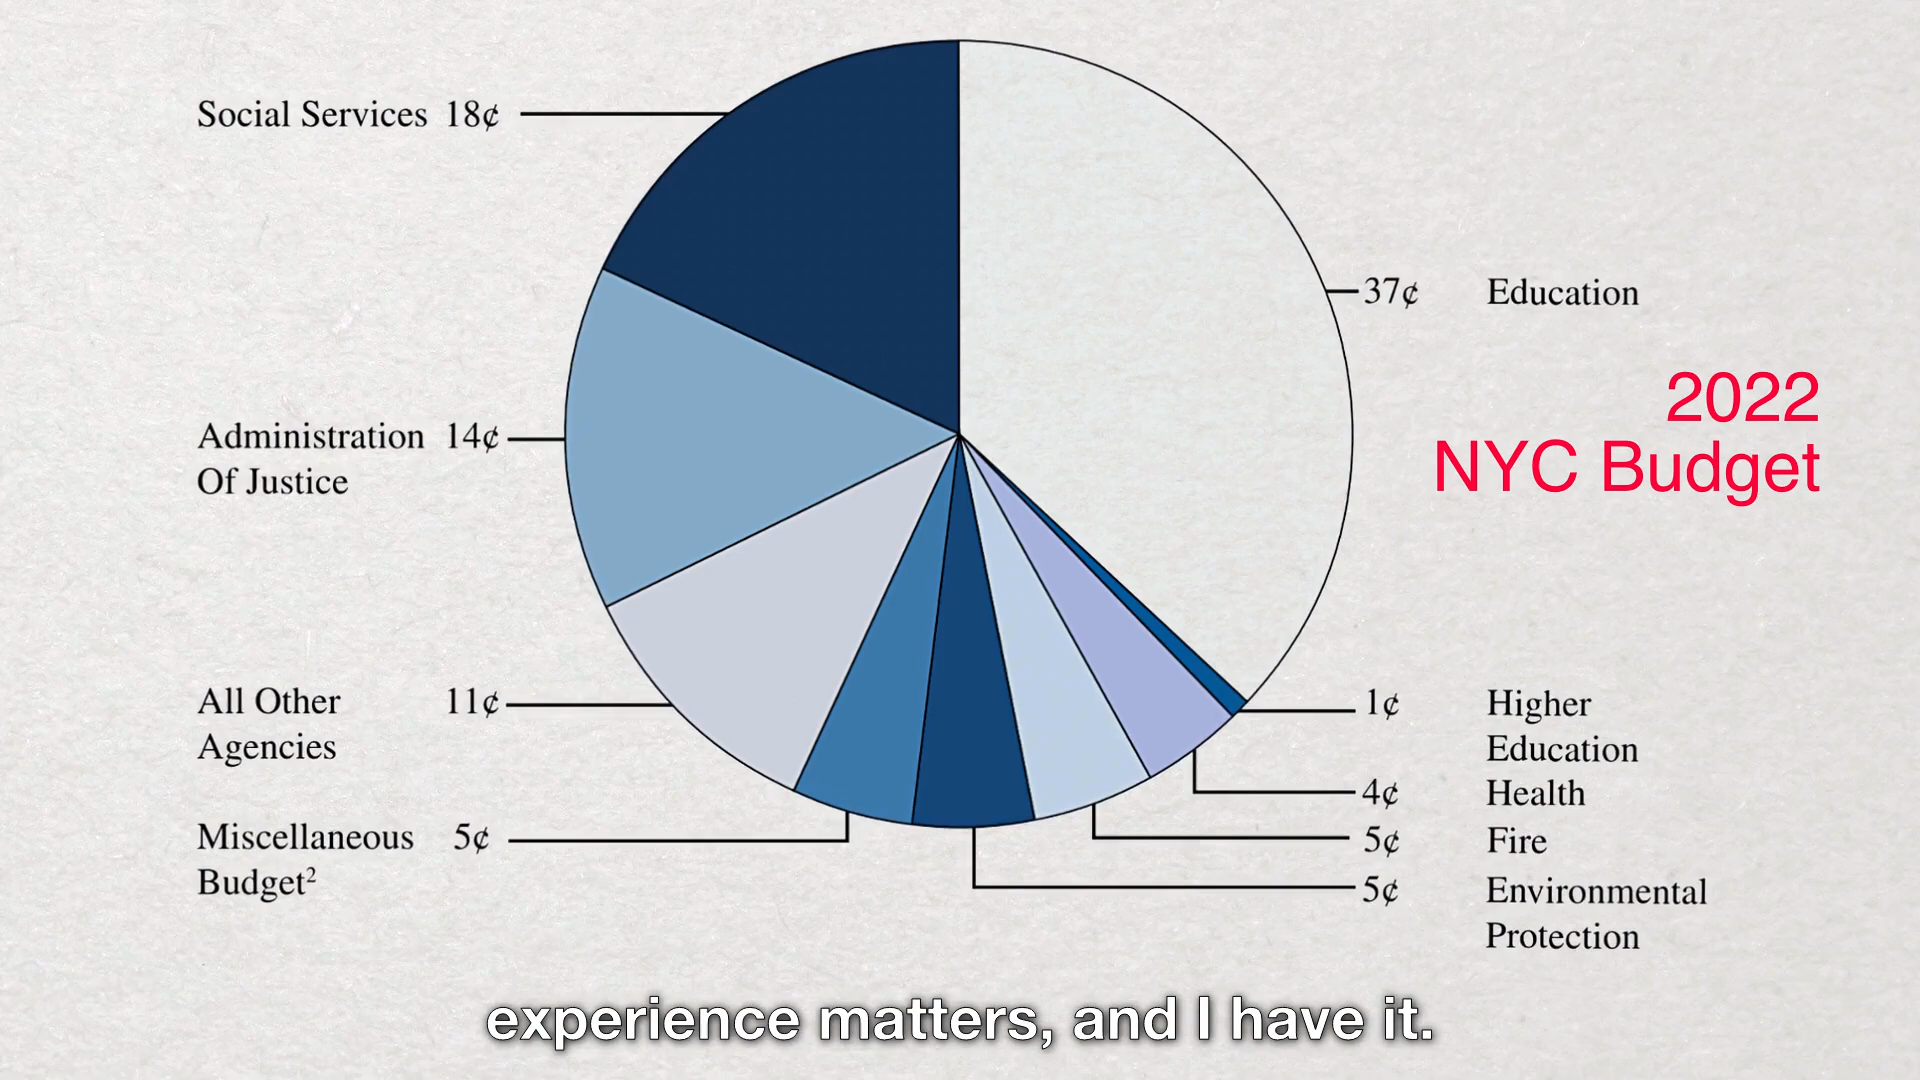 Social Services 18¢
37¢ Education
2022
NYC Budget
Administration 14¢
Of Justice
All Other 11¢
Agencies
1¢ Higher
Education
4¢ Health
Miscellaneous 5¢
Budget²
5¢ Fire
5¢ Environmental
Protection
experience matters, and I have it.